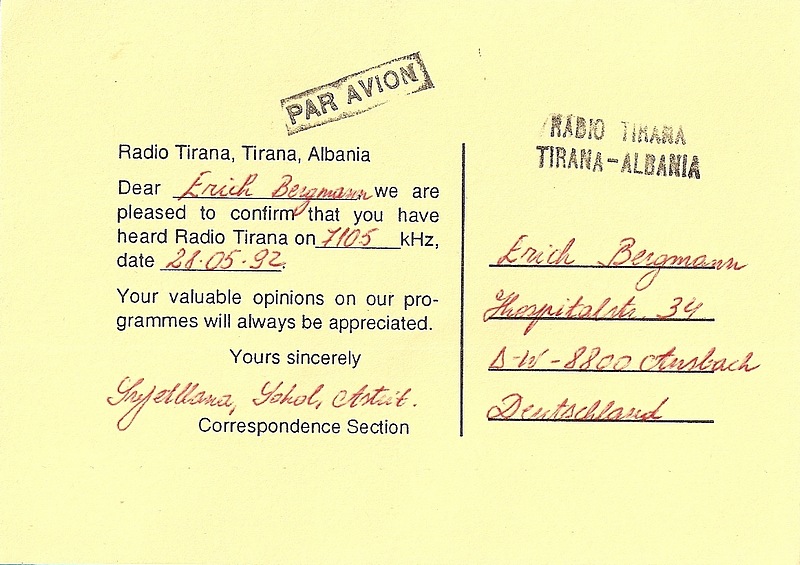 PAR AVION
Radio Tirana, Tirana, Albania
Dear Erich Bergmann we are
pleased to confirm that you have
heard Radio Tirana on 7105 kHz,
date 28.05.92.
Your valuable opinions on our pro-
grammes will always be appreciated.
Yours sincerely
Sokol, Astrit.
Correspondence Section
RADIO TIRANA
TIRANA-ALBANIA
Erich Bergmann
34
D-W-8800 Ansbach
Deutschland